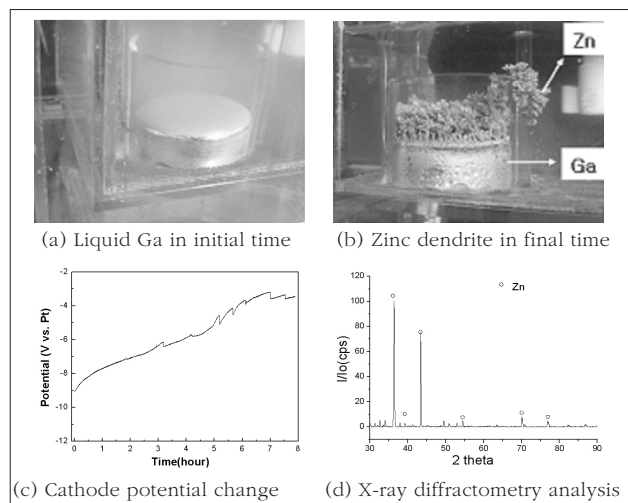 Zn
Ga
(a) Liquid Ga in initial time
(b) Zinc dendrite in final time
Potential (V vs. Pt)
-2
-4
-6
-8
-10
-12
0 1 2 3 4 5 6 7 8
Time(hour)
I/Io(cps)
120
100
80
60
40
20
0
30 40 50 60 70 80 90
2 theta
Zn
(c) Cathode potential change
(d) X-ray diffractometry analysis